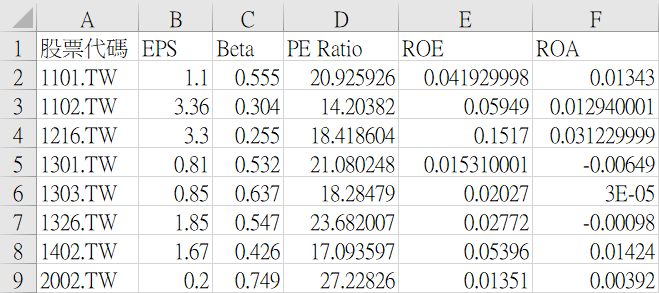 A B C D E F
1 股票代碼 EPS Beta PE Ratio ROE ROA
2 1101.TW 1.1 0.555 20.925926 0.041929998 0.01343
3 1102.TW 3.36 0.304 14.20382 0.05949 0.012940001
4 1216.TW 3.3 0.255 18.418604 0.1517 0.031229999
5 1301.TW 0.81 0.532 21.080248 0.015310001 -0.00649
6 1303.TW 0.85 0.637 18.28479 0.02027 3E-05
7 1326.TW 1.85 0.547 23.682007 0.02772 -0.00098
8 1402.TW 1.67 0.426 17.093597 0.05396 0.01424
9 2002.TW 0.2 0.749 27.22826 0.01351 0.00392